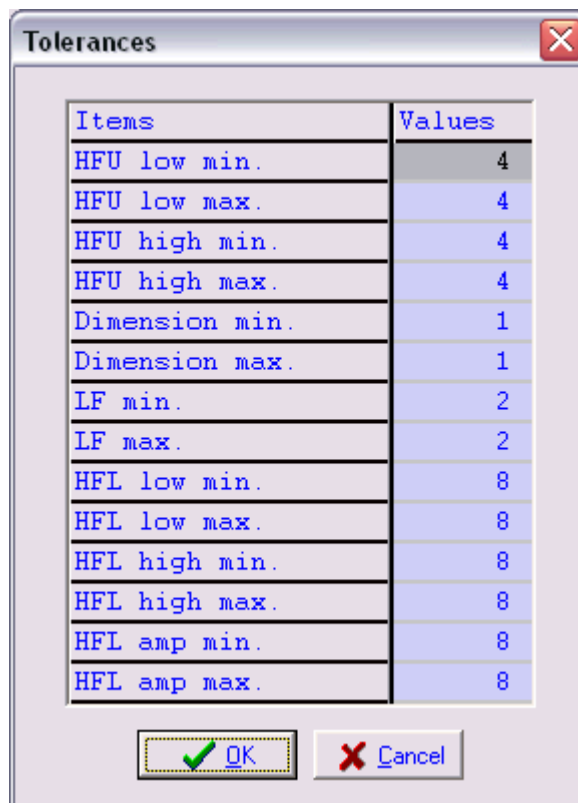 Tolerances
Items Values
HFU low min. 4
HFU low max. 4
HFU high min. 4
HFU high max. 4
Dimension min. 1
Dimension max. 1
LF min. 2
LF max. 2
HFL low min. 8
HFL low max. 8
HFL high min. 8
HFL high max. 8
HFL amp min. 8
HFL amp max. 8
OK Cancel